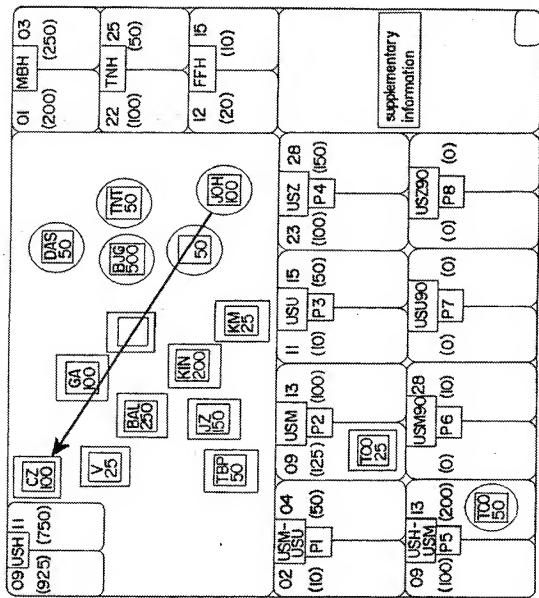 09 USH 11
(925) (750)
CZ
100
V
25
GA
100
BAL
250
TBP
50
JZ
150
KIN
200
KM
25
DAS
50
TNT
50
BJG
500
50
JOH
100
01 MBH 03
(200) (250)
22 TNH 25
(100) (50)
12 FFH 15
(20) (10)
02 USM-USU 04
(10) P1 (50)
09 USM 13
(125) P2 (100)
TCO
25
11 USU 15
(10) P3 (50)
23 USZ 28
(100) P4 (150)
09 USH-USM 13
(100) P5 (200)
TCO
50
USM90 28
(0) P6 (10)
USU90
(0) P7 (0)
USZ90
(0) P8 (0)
supplementary
information